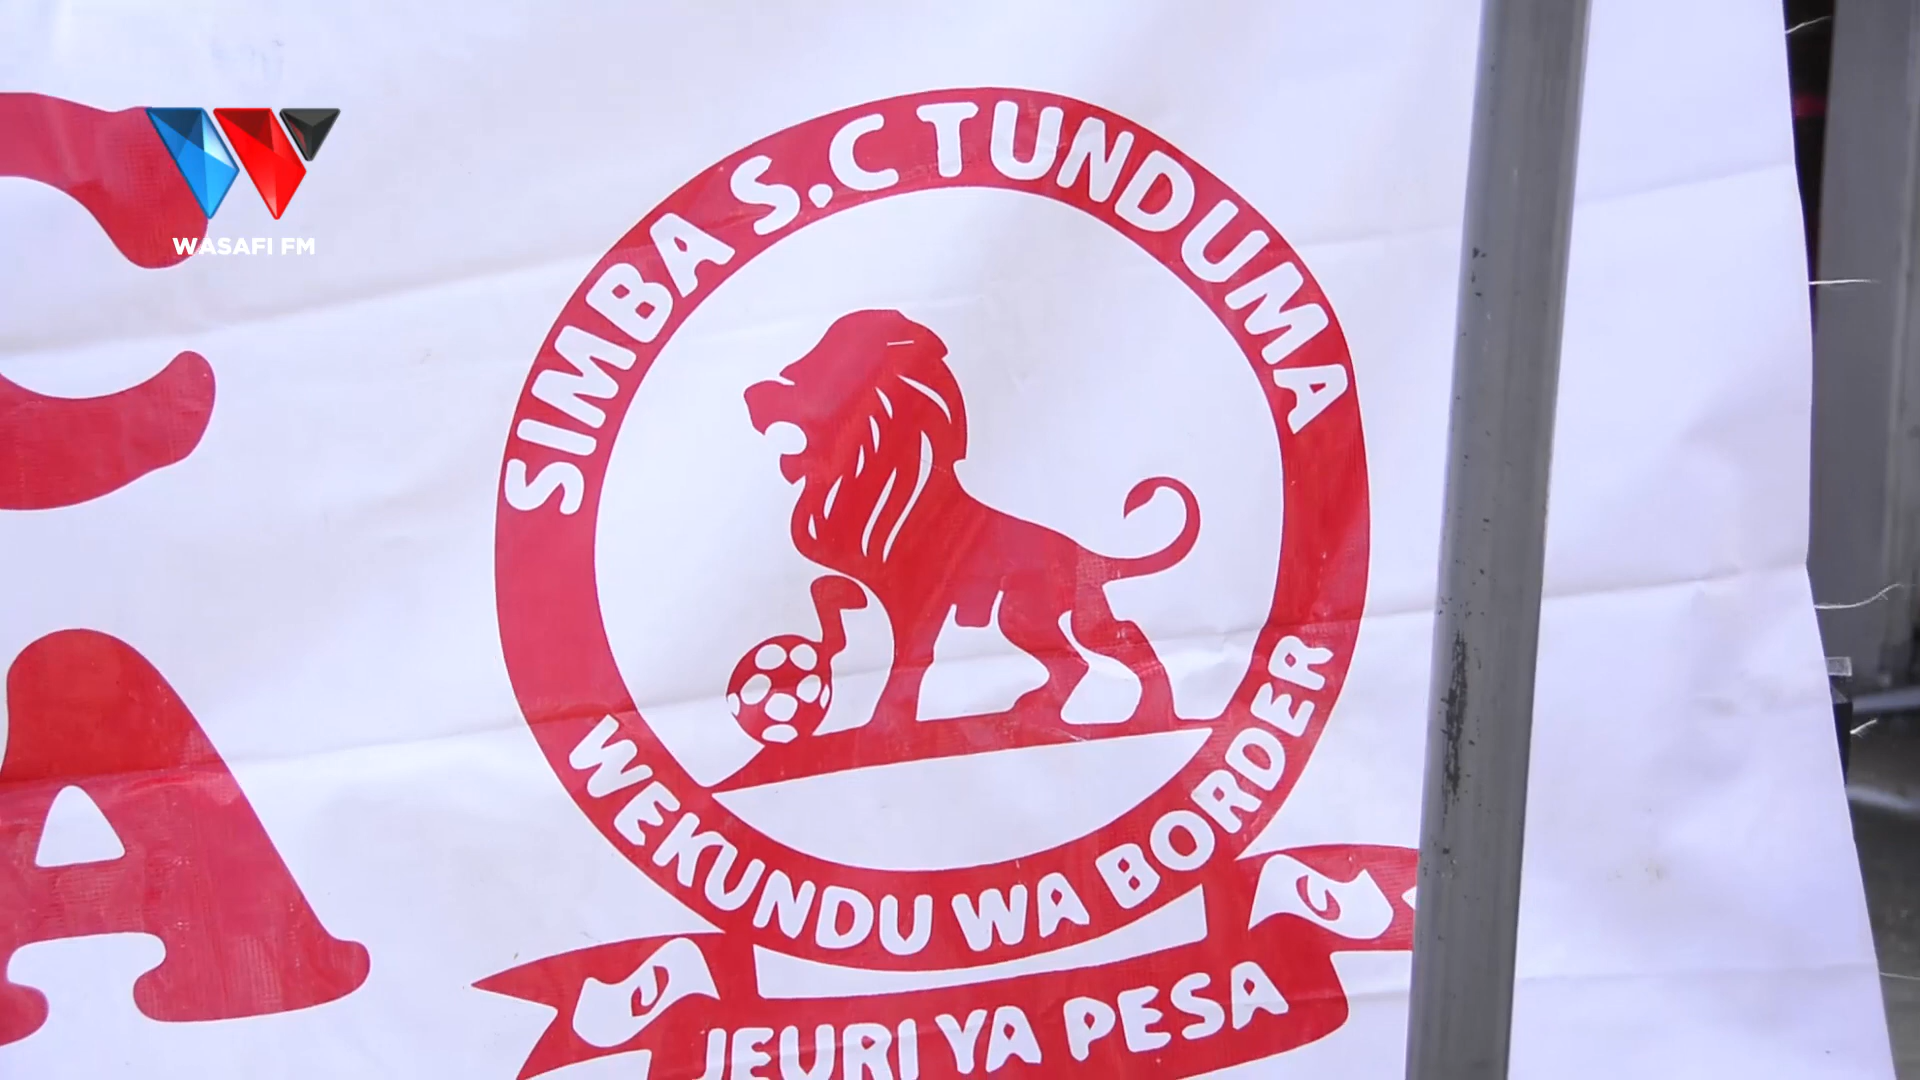 WASAFI FM
C
A
SIMBA S.C TUNDUMA
WEKUNDU WA BORDER
JEURI YA PESA